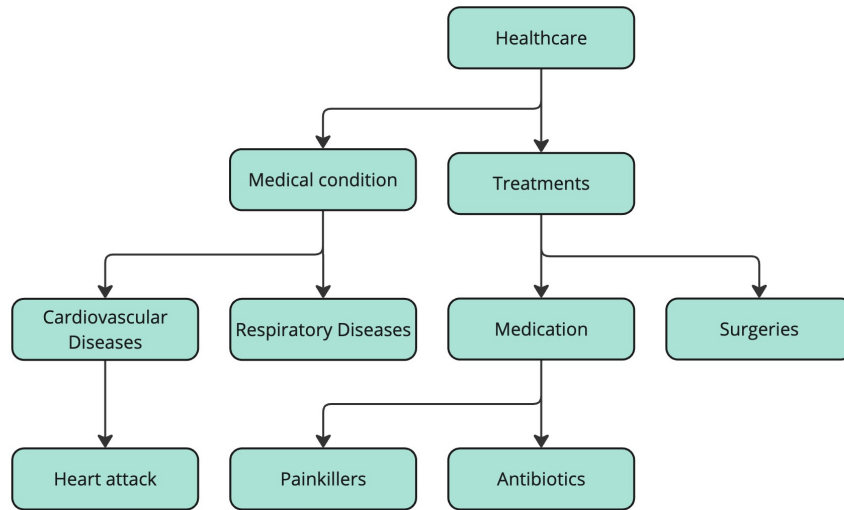 Healthcare
Medical condition
Treatments
Cardiovascular
Diseases
Respiratory Diseases
Medication
Surgeries
Heart attack
Painkillers
Antibiotics